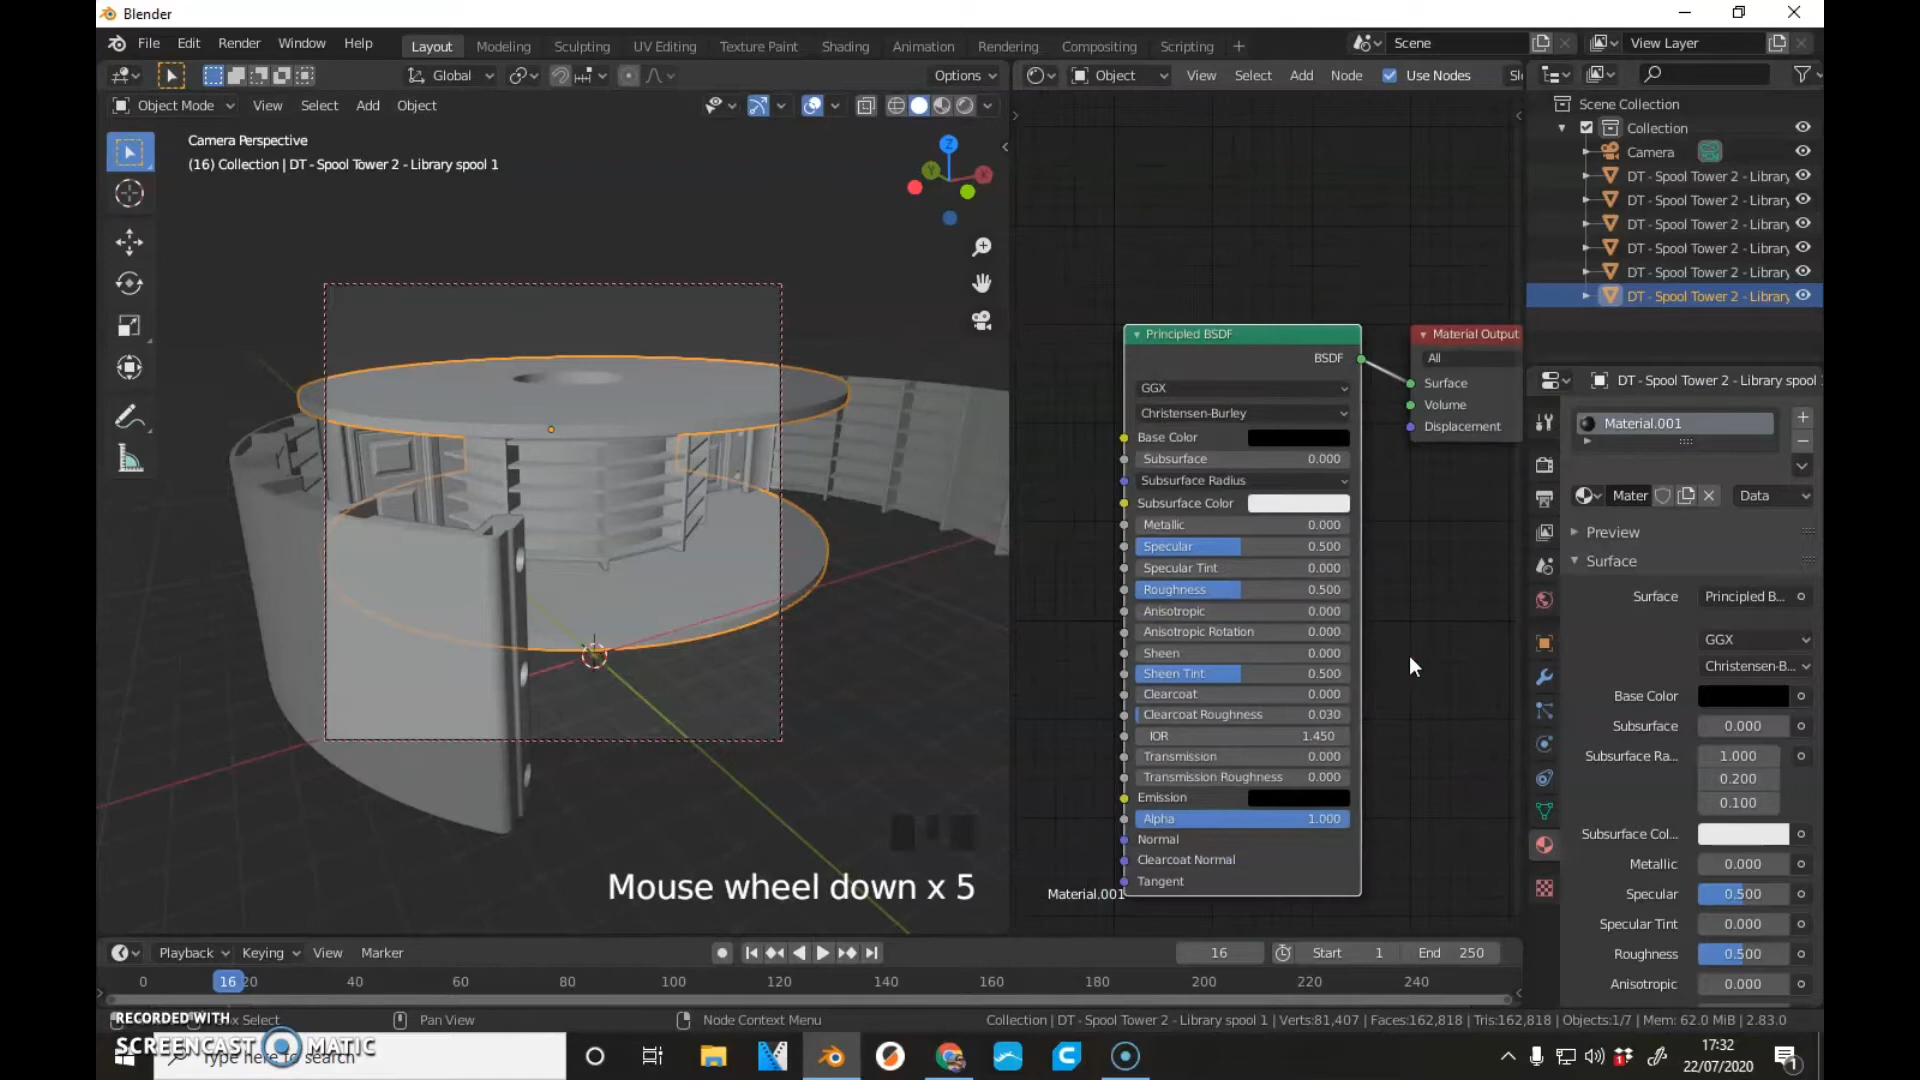 Blender
File Edit Render Window Help
Layout Modeling Sculpting UV Editing Texture Paint Shading Animation Rendering Compositing Scripting +
Scene
View Layer
Global
Options
Object View Select Add Node Use Nodes
Object Mode View Select Add Object
Camera Perspective
(16) Collection | DT - Spool Tower 2 - Library spool 1
Z
Y
X
Scene Collection
Collection
Camera
DT - Spool Tower 2 - Library
DT - Spool Tower 2 - Library
DT - Spool Tower 2 - Library
DT - Spool Tower 2 - Library
DT - Spool Tower 2 - Library
DT - Spool Tower 2 - Library
Principled BSDF
BSDF
GGX
Christensen-Burley
Base Color
Subsurface 0.000
Subsurface Radius
Subsurface Color
Metallic 0.000
Specular 0.500
Specular Tint 0.000
Roughness 0.500
Anisotropic 0.000
Anisotropic Rotation 0.000
Sheen 0.000
Sheen Tint 0.500
Clearcoat 0.000
Clearcoat Roughness 0.030
IOR 1.450
Transmission 0.000
Transmission Roughness 0.000
Emission
Alpha 1.000
Normal
Clearcoat Normal
Tangent
Material.001
Material Output
All
Surface
Volume
Displacement
DT - Spool Tower 2 - Library spool
Material.001
Mater Data
Preview
Surface
Surface Principled B...
GGX
Christensen-B...
Base Color
Subsurface 0.000
Subsurface Ra... 1.000
0.200
0.100
Subsurface Col...
Metallic 0.000
Specular 0.500
Specular Tint 0.000
Roughness 0.500
Anisotropic 0.000
Mouse wheel down x 5
Playback Keying View Marker
16 Start 1 End 250
0 16 20 40 60 80 100 120 140 160 180 200 220 240
Select Pan View Node Context Menu
Collection | DT - Spool Tower 2 - Library spool 1 | Verts:81,407 | Faces:162,818 | Tris:162,818 | Objects:1/7 | Mem: 62.0 MiB | 2.83.0
RECORDED WITH
SCREENCAST MATIC
Type here to search
17:32
22/07/2020
1